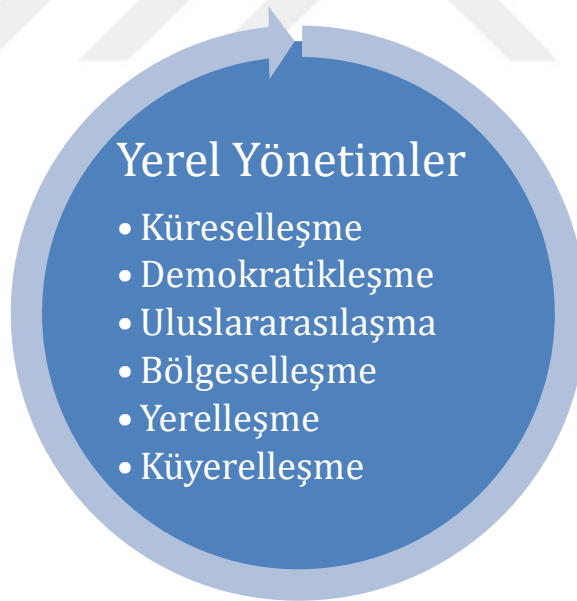 Yerel Yönetimler
• Küreselleşme
• Demokratikleşme
• Uluslararasılaşma
• Bölgeselleşme
• Yerelleşme
• Küyerelleşme